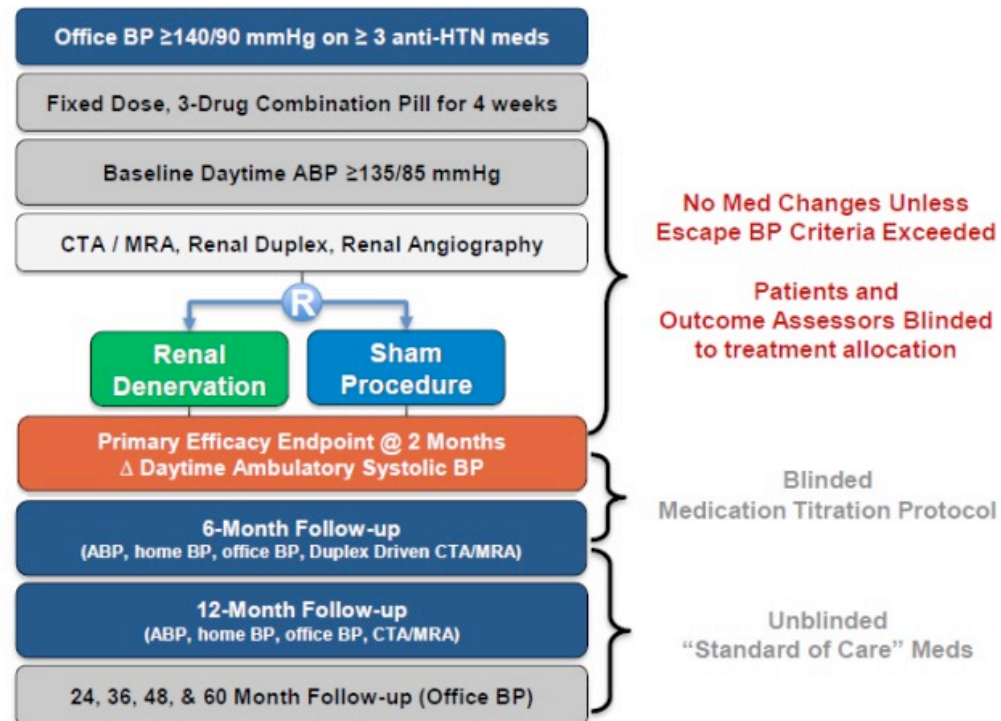 Office BP ≥140/90 mmHg on ≥ 3 anti-HTN meds
Fixed Dose, 3-Drug Combination Pill for 4 weeks
Baseline Daytime ABP ≥135/85 mmHg
CTA / MRA, Renal Duplex, Renal Angiography
R
Renal
Denervation
Sham
Procedure
Primary Efficacy Endpoint @ 2 Months
Δ Daytime Ambulatory Systolic BP
6-Month Follow-up
(ABP, home BP, office BP, Duplex Driven CTA/MRA)
12-Month Follow-up
(ABP, home BP, office BP, CTA/MRA)
24, 36, 48, & 60 Month Follow-up (Office BP)
No Med Changes Unless
Escape BP Criteria Exceeded
Patients and
Outcome Assessors Blinded
to treatment allocation
Blinded
Medication Titration Protocol
Unblinded
“Standard of Care” Meds